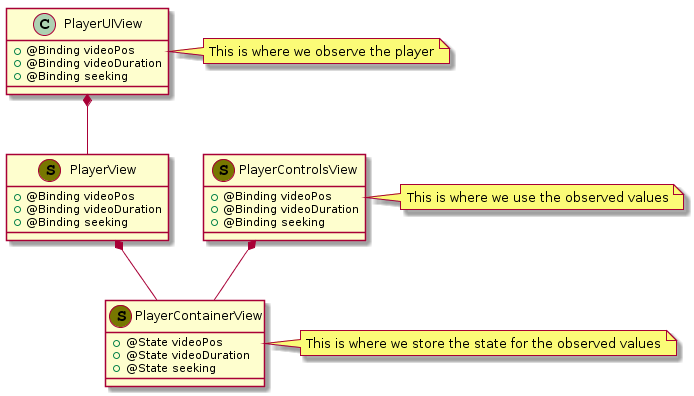 C PlayerUIView
@Binding videoPos
@Binding videoDuration
@Binding seeking
This is where we observe the player
S PlayerView
@Binding videoPos
@Binding videoDuration
@Binding seeking
S PlayerControlsView
@Binding videoPos
@Binding videoDuration
@Binding seeking
This is where we use the observed values
S PlayerContainerView
@State videoPos
@State videoDuration
@State seeking
This is where we store the state for the observed values